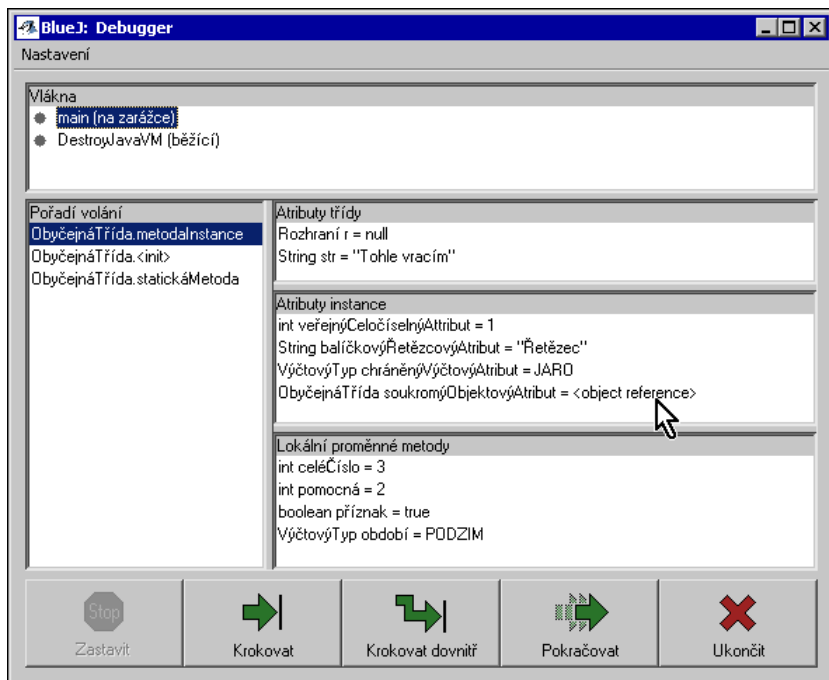 BlueJ: Debugger
Nastavení
Vlákna
main (na zarážce)
DestroyJavaVM (běžící)
Pořadí volání
ObyčejnáTřída.metodaInstance
ObyčejnáTřída.<init>
ObyčejnáTřída.statickáMetoda
Atributy třídy
Rozhraní r = null
String str = "Tohle vracím"
Atributy instance
int veřejnýCeločíselnýAttribut = 1
String balíčkovýŘetězcovýAtribut = "Řetězec"
VýčtovýTyp chráněnýVýčtovýAtribut = JARO
ObyčejnáTřída soukromýObjektovýAtribut = <object reference>
Lokální proměnné metody
int celéČíslo = 3
int pomocná = 2
boolean příznak = true
VýčtovýTyp období = PODZIM
Stop
Zastavit
Krokovat
Krokovat dovnitř
Pokračovat
Ukončit